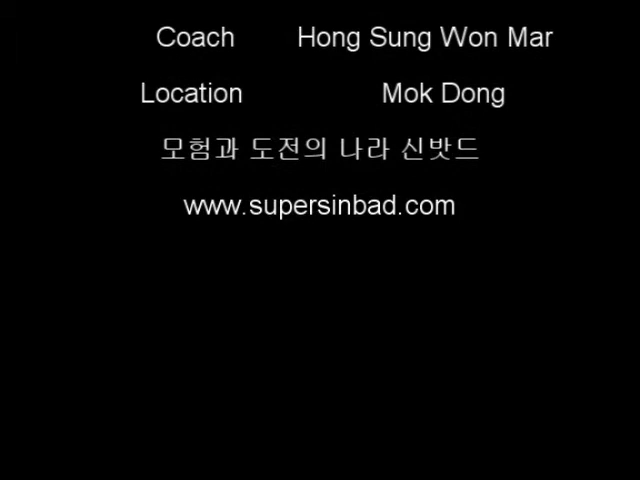 Coach Hong Sung Won Mar
Location Mok Dong
모험과 도전의 나라 신밧드
www.supersinbad.com